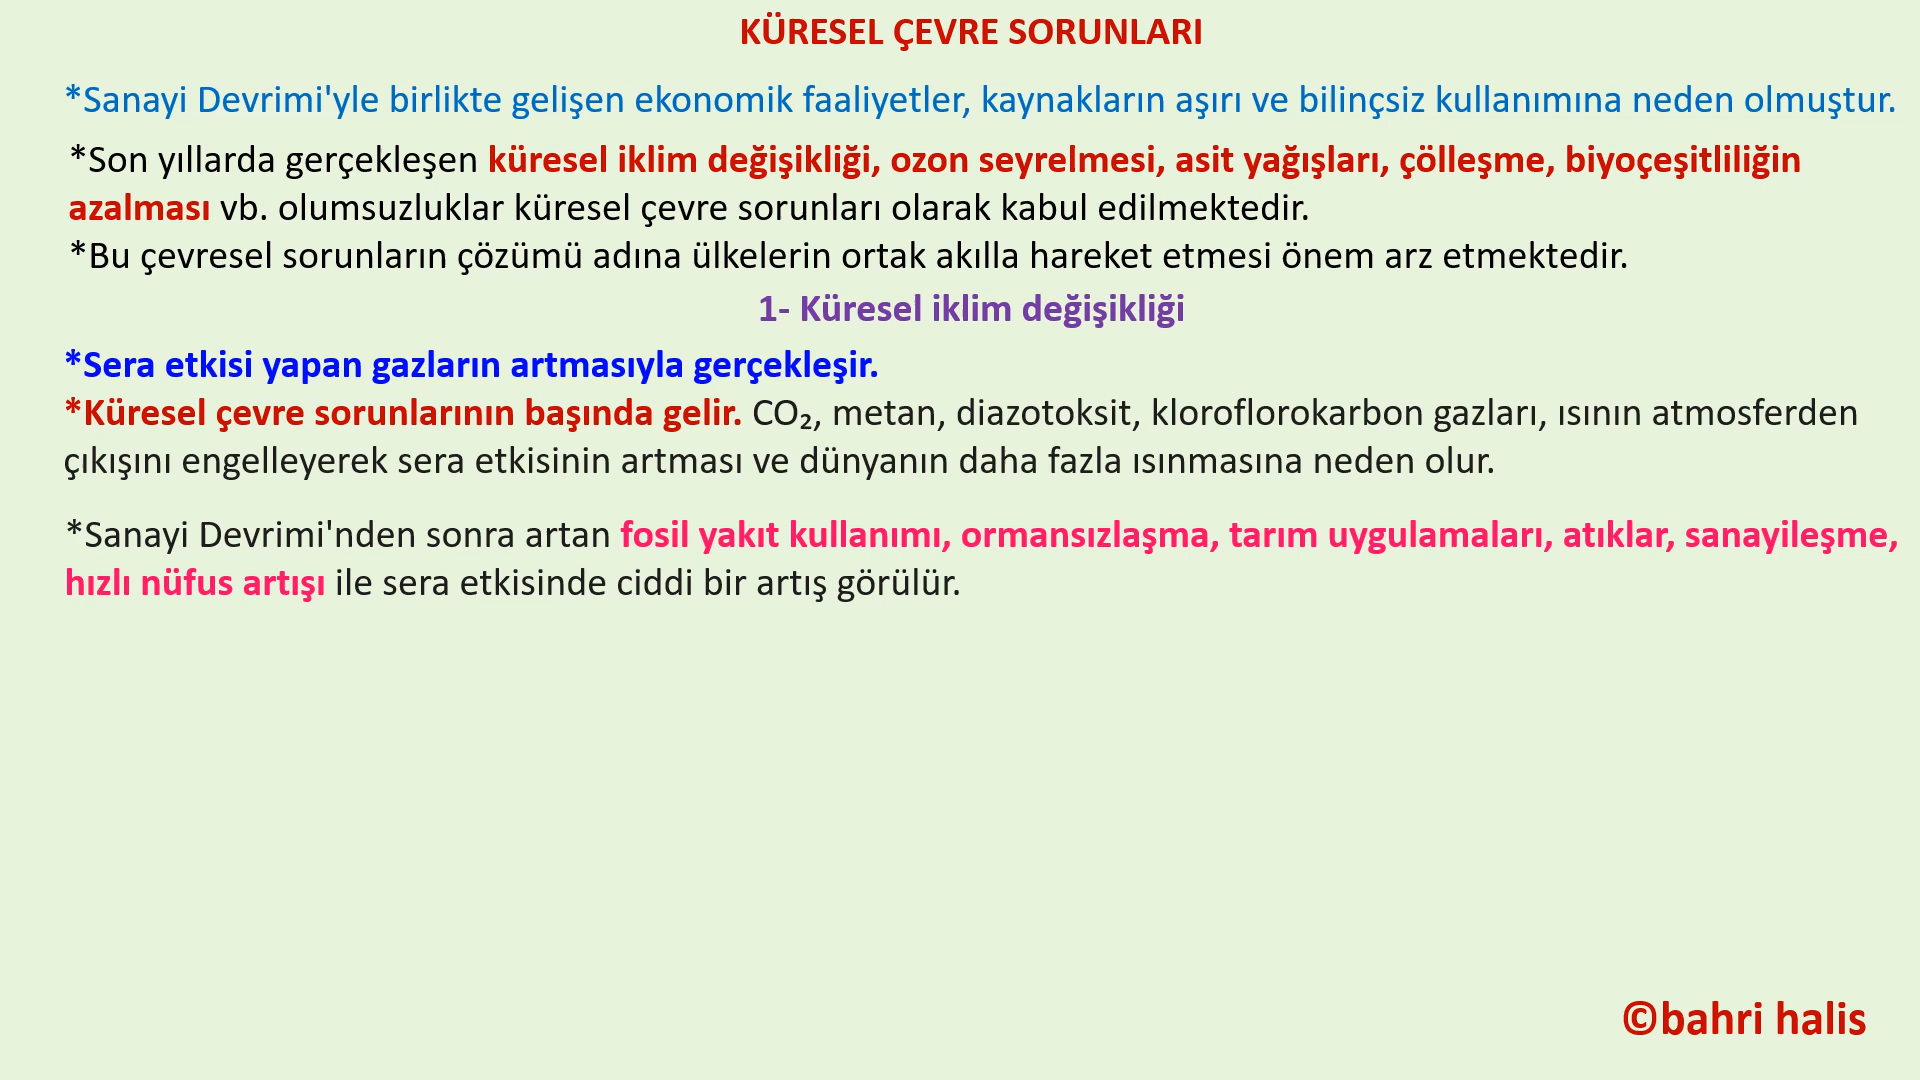 KÜRESEL ÇEVRE SORUNLARI
*Sanayi Devrimi'yle birlikte gelişen ekonomik faaliyetler, kaynakların aşırı ve bilinçsiz kullanımına neden olmuştur.
*Son yıllarda gerçekleşen küresel iklim değişikliği, ozon seyrelmesi, asit yağışları, çölleşme, biyoçeşitliliğin
azalması vb. olumsuzluklar küresel çevre sorunları olarak kabul edilmektedir.
*Bu çevresel sorunların çözümü adına ülkelerin ortak akılla hareket etmesi önem arz etmektedir.
1- Küresel iklim değişikliği
*Sera etkisi yapan gazların artmasıyla gerçekleşir.
*Küresel çevre sorunlarının başında gelir. CO₂, metan, diazotoksit, kloroflorokarbon gazları, ısının atmosferden
çıkışını engelleyerek sera etkisinin artması ve dünyanın daha fazla ısınmasına neden olur.
*Sanayi Devrimi'nden sonra artan fosil yakıt kullanımı, ormansızlaşma, tarım uygulamaları, atıklar, sanayileşme,
hızlı nüfus artışı ile sera etkisinde ciddi bir artış görülür.
©bahri halis